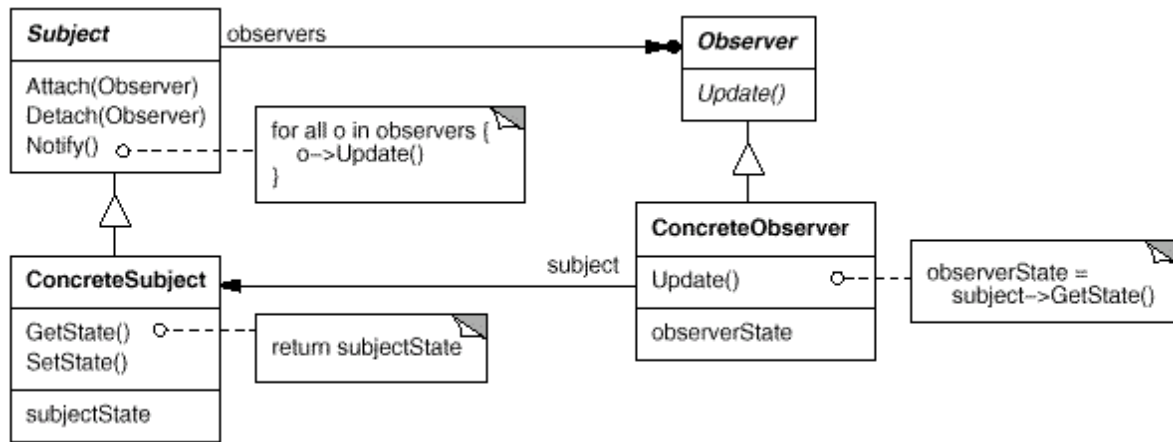 Subject
observers
Observer
Attach(Observer)
Detach(Observer)
Notify()
for all o in observers {
o->Update()
}
Update()
ConcreteSubject
GetState()
SetState()
subjectState
return subjectState
subject
ConcreteObserver
Update()
observerState
observerState =
subject->GetState()